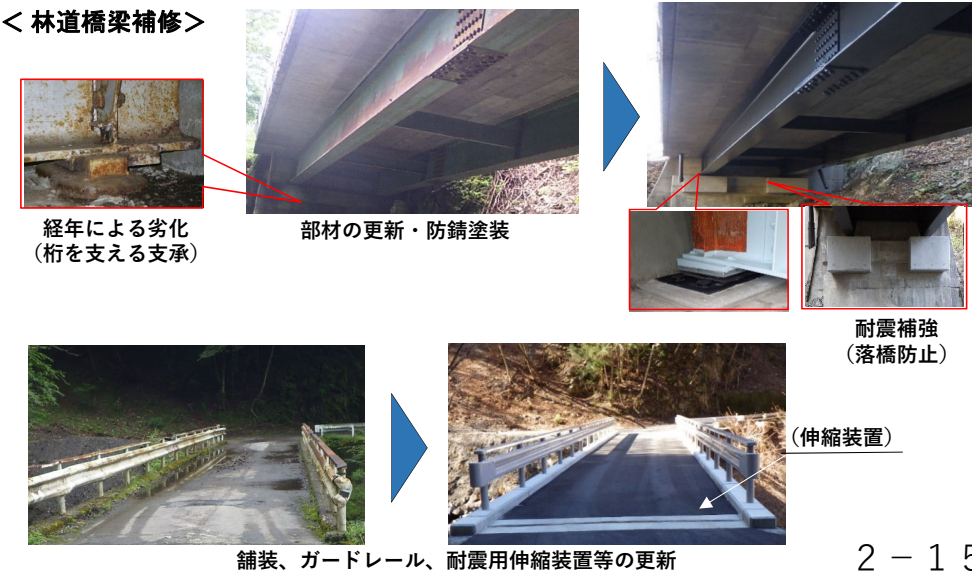 ＜ 林道橋梁補修＞
経年による劣化
（桁を支える支承）
部材の更新・防錆塗装
耐震補強
（落橋防止）
（伸縮装置）
舗装、ガードレール、耐震用伸縮装置等の更新
２－１５